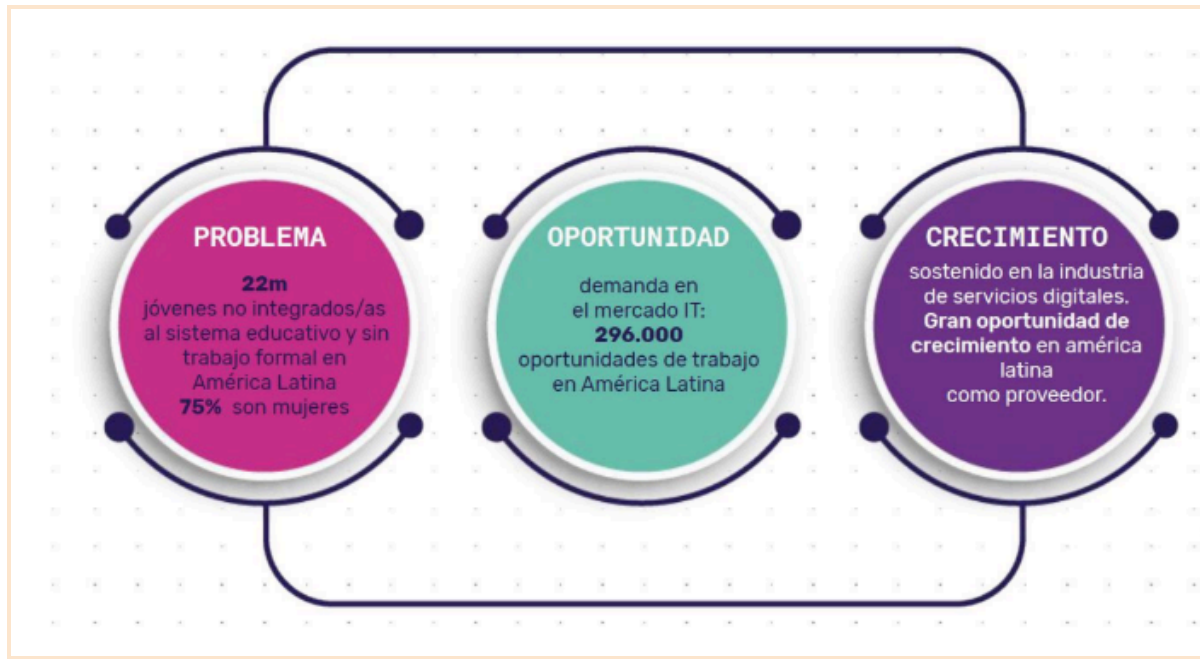 PROBLEMA
22m
jóvenes no integrados/as
al sistema educativo y sin
trabajo formal en
América Latina
75% son mujeres
OPORTUNIDAD
demanda en
el mercado IT:
296.000
oportunidades de trabajo
en América Latina
CRECIMIENTO
sostenido en la industria
de servicios digitales.
Gran oportunidad de
crecimiento en américa
latina
como proveedor.